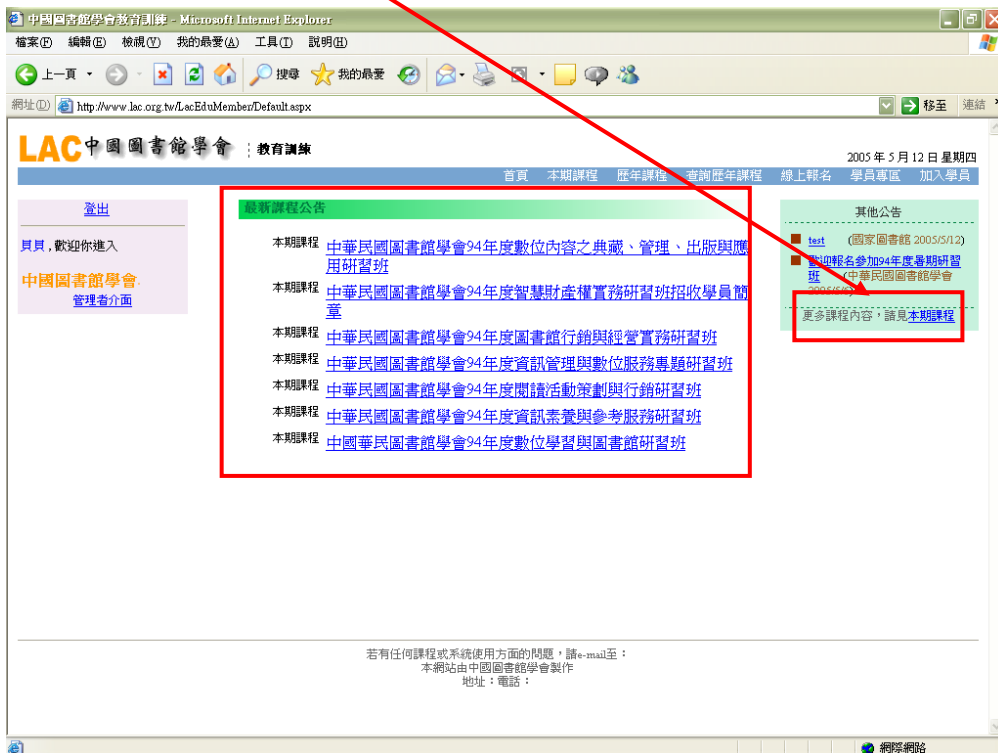 中國圖書館學會教育訓練 - Microsoft Internet Explorer
檔案(F) 編輯(E) 檢視(V) 我的最愛(A) 工具(T) 說明(H)
上一頁 搜尋 我的最愛
網址(D) http://www.lac.org.tw/LacEduMember/Default.aspx 移至 連結
LAC中國圖書館學會 教育訓練
2005 年 5 月 12 日 星期四
首頁 本期課程 歷年課程 查詢歷年課程 線上報名 學員專區 加入學員
登出
貝貝 , 歡迎你進入
中國圖書館學會
管理者介面
最新課程公告
本期課程 中華民國圖書館學會94年度數位內容之典藏、管理、出版與應
用研習班
本期課程 中華民國圖書館學會94年度智慧財產權實務研習班招收學員簡
章
本期課程 中華民國圖書館學會94年度圖書館行銷與經營實務研習班
本期課程 中華民國圖書館學會94年度資訊管理與數位服務專題研習班
本期課程 中華民國圖書館學會94年度閱讀活動策劃與行銷研習班
本期課程 中華民國圖書館學會94年度資訊素養與參考服務研習班
本期課程 中國華民圖書館學會94年度數位學習與圖書館研習班
其他公告
test (國家圖書館 2005/5/12)
歡迎報名參加94年度暑期研習
班 (中華民國圖書館學會
2005/5/6)
更多課程內容，請見本期課程
若有任何課程或系統使用方面的問題，請e-mail至：
本網站由中國圖書館學會製作
地址：電話：
網際網路